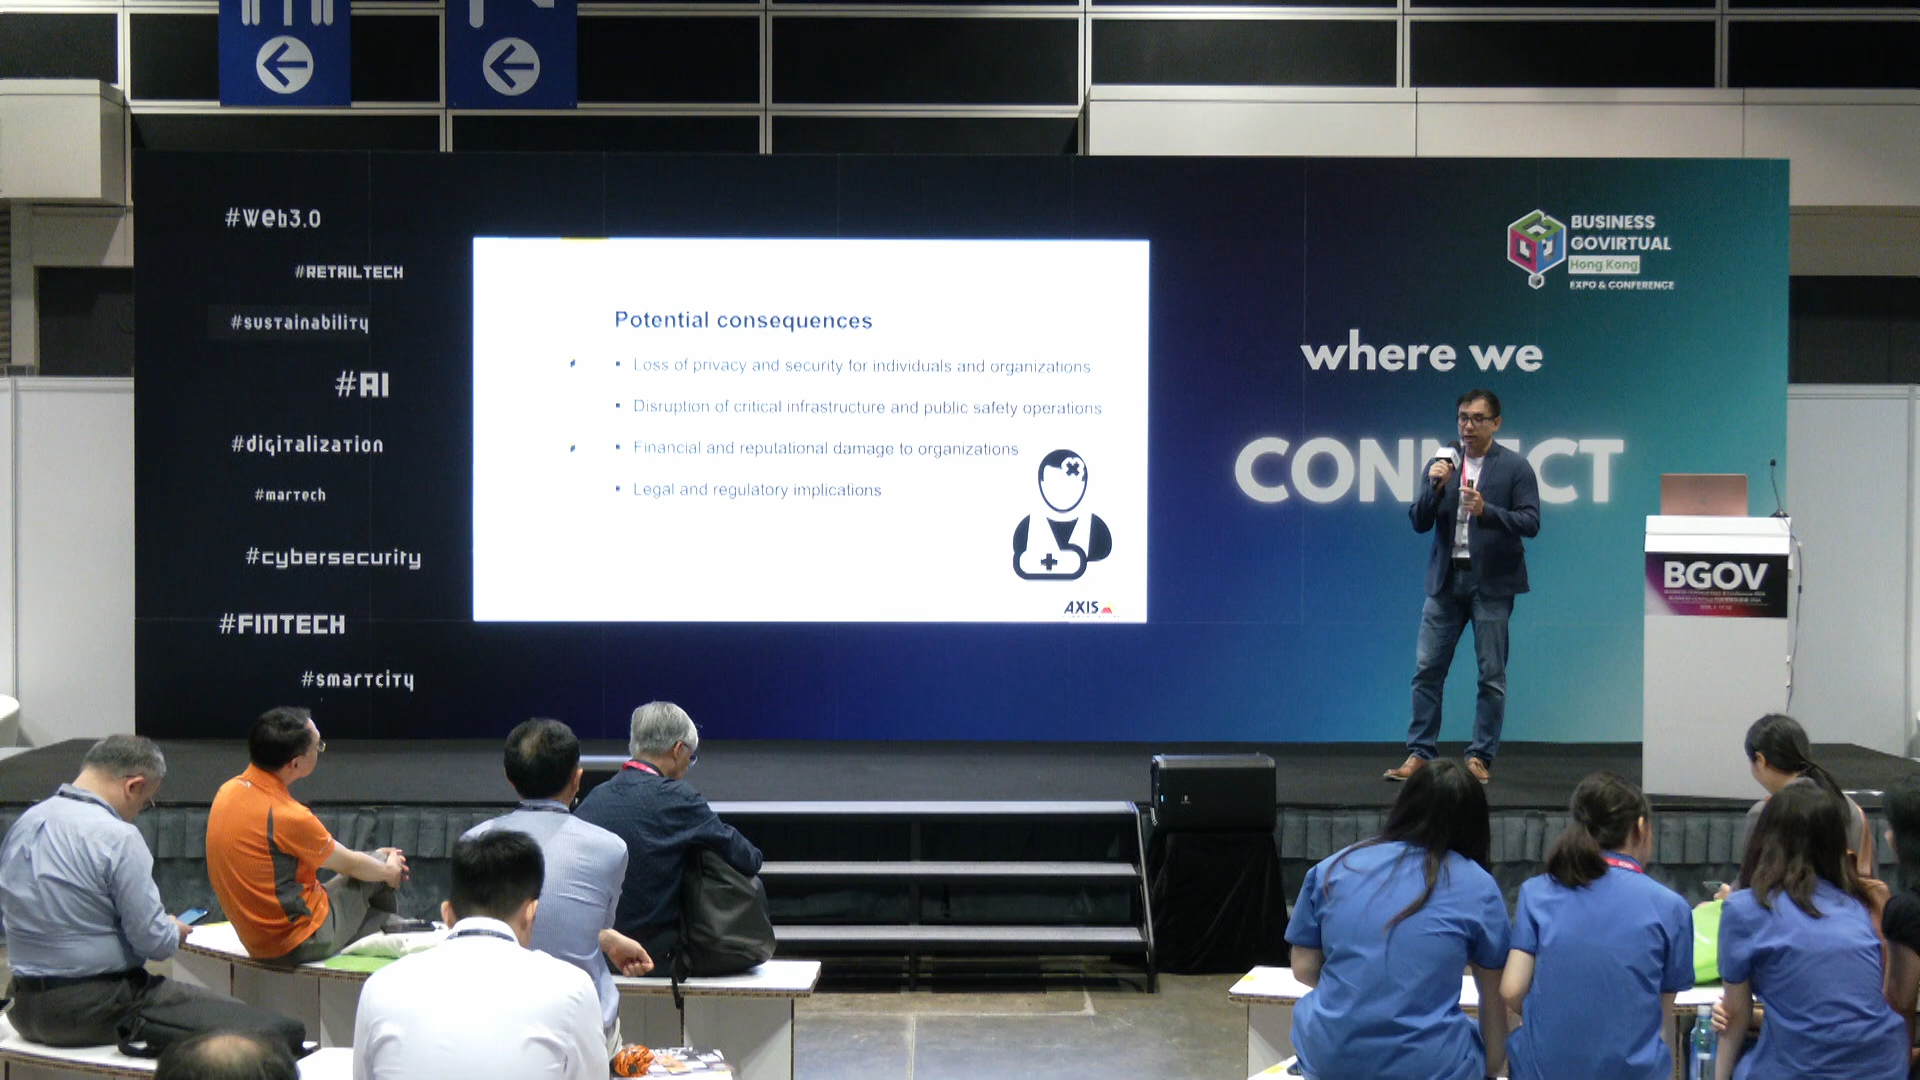 #Web3.0
#RETAILTECH
#sustainability
#AI
#digitalization
#martech
#cybersecurity
#FINTECH
#smartcity
Potential consequences
▪ Loss of privacy and security for individuals and organizations
▪ Disruption of critical infrastructure and public safety operations
▪ Financial and reputational damage to organizations
▪ Legal and regulatory implications
AXIS
BUSINESS
GOVIRTUAL
Hong Kong
EXPO & CONFERENCE
where we
CONNECT
BGOV